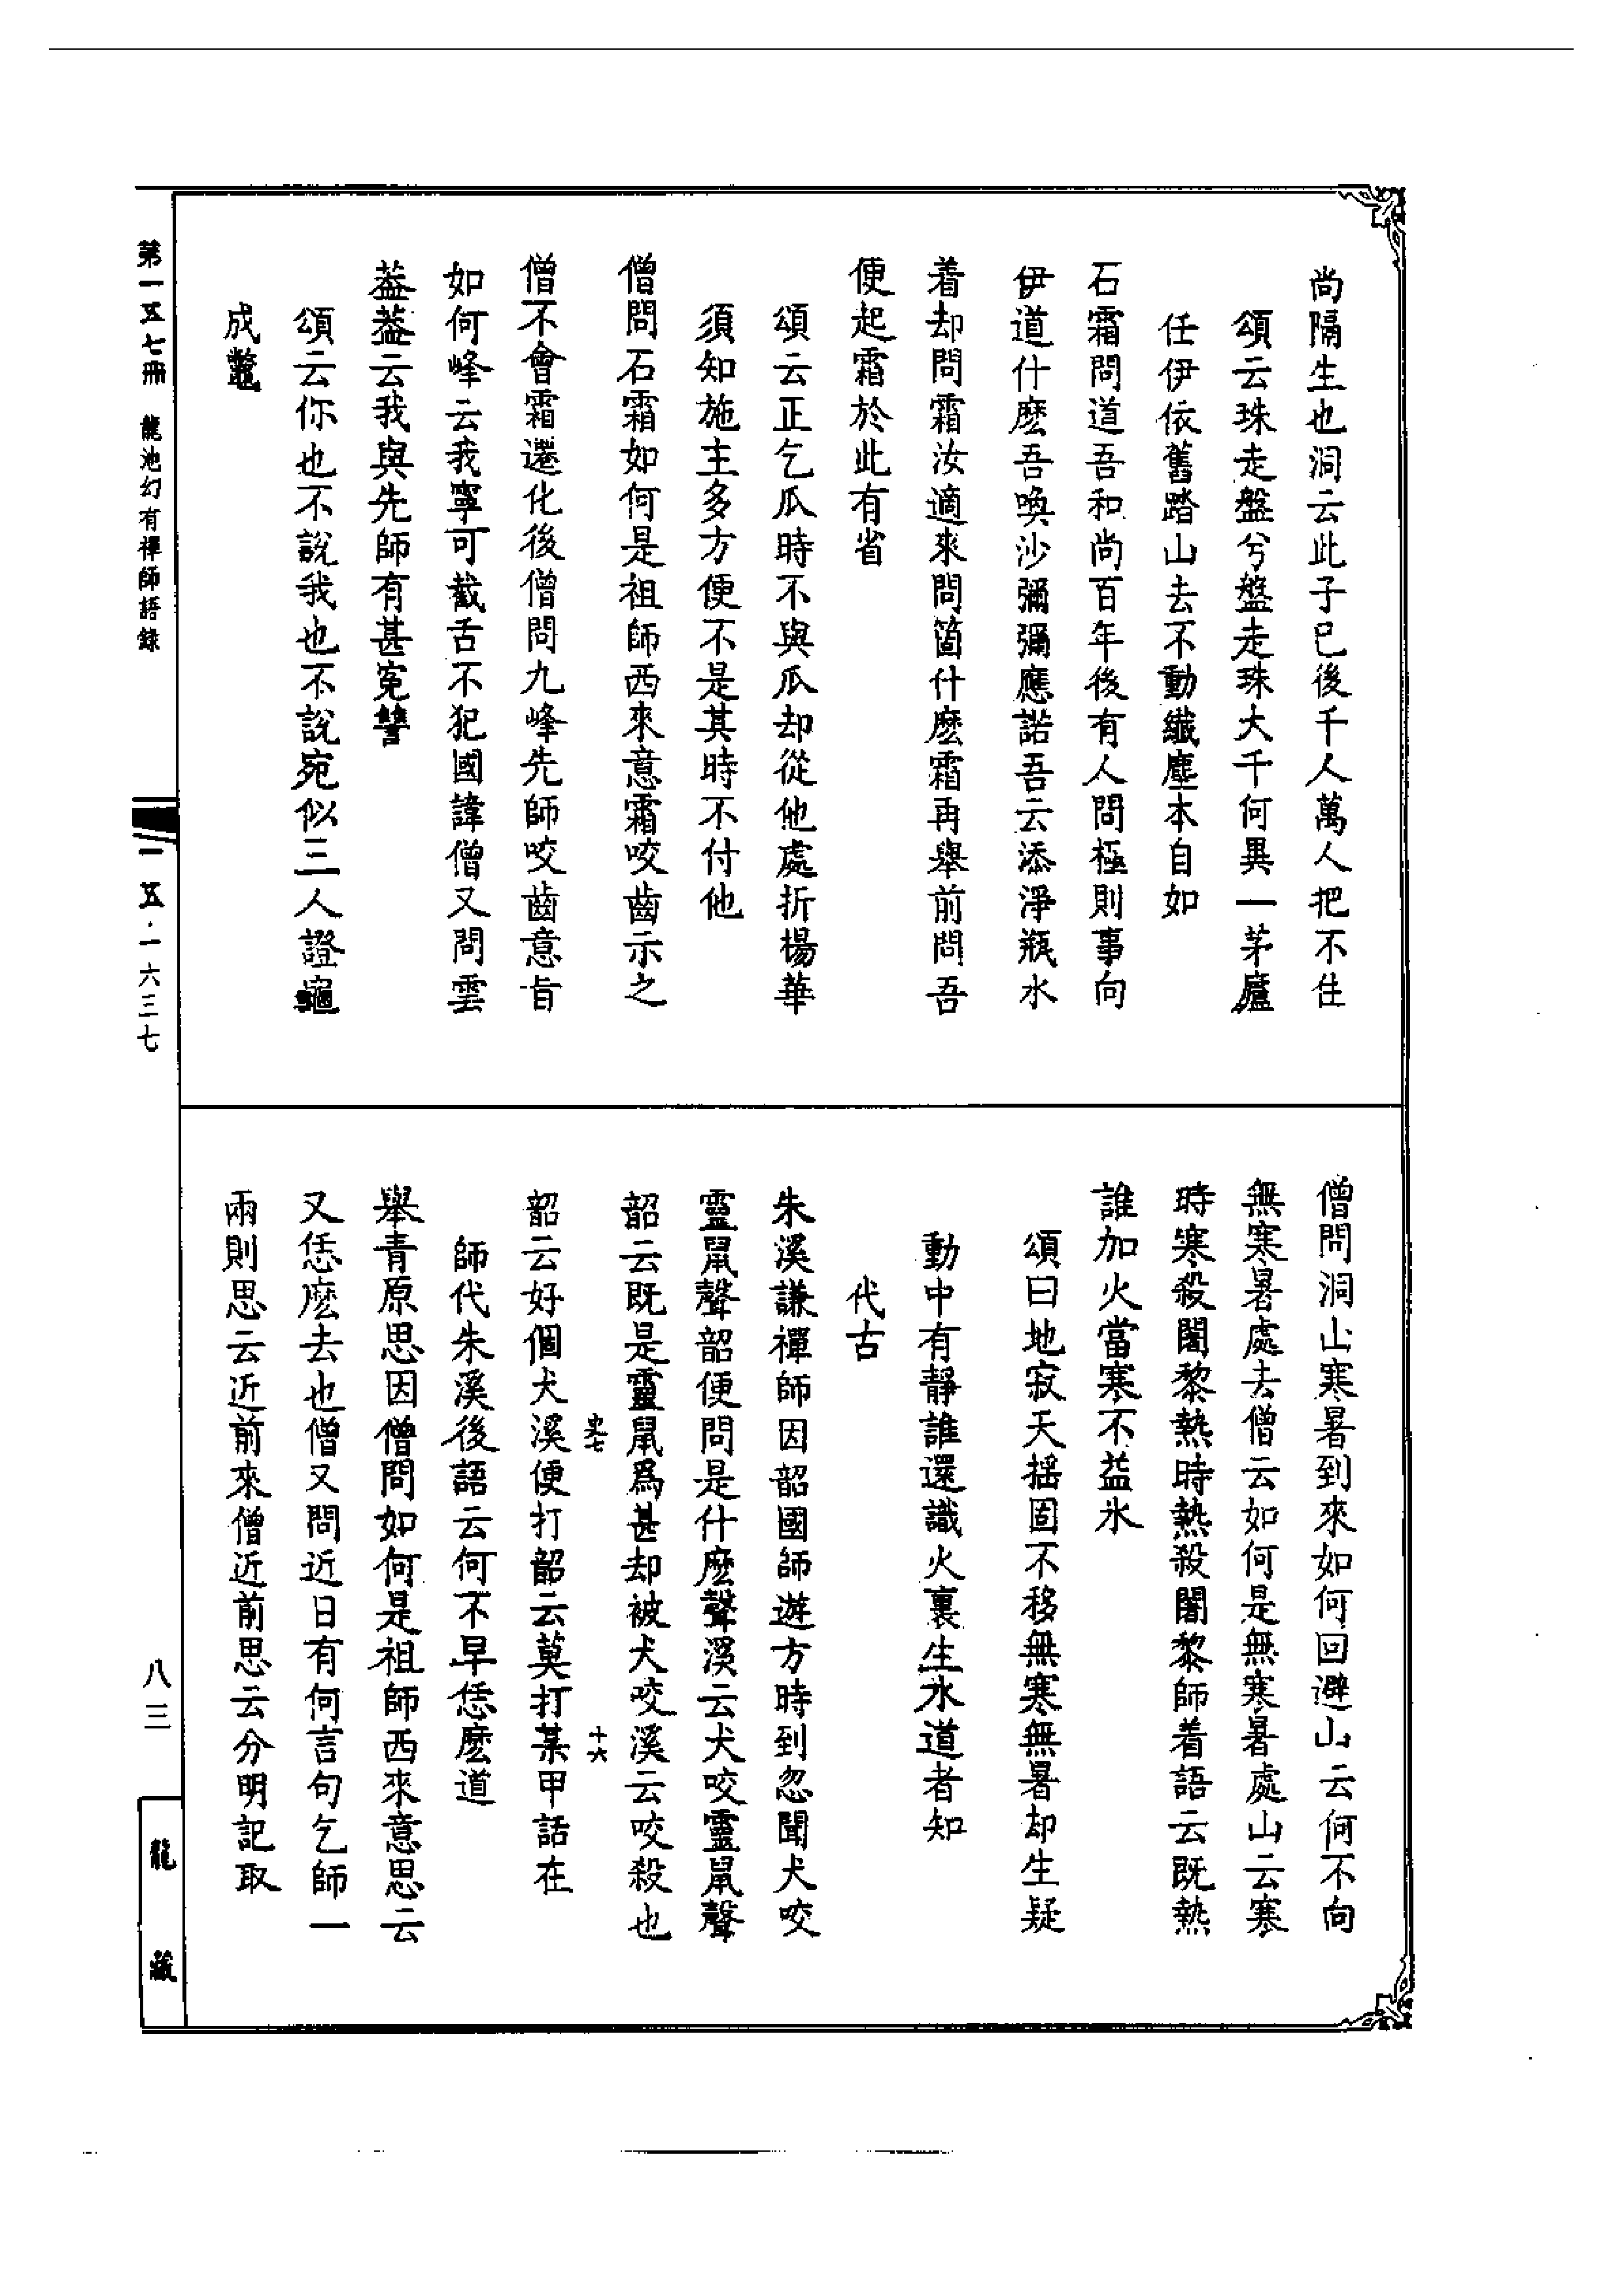 尚隔生也洞云此子已後千人萬人把不住
頌云珠走盤兮盤走珠大千何異一茅廬
任伊依舊踏山去不動纖塵本自如
石霜問道吾和尚百年後有人問極則事向
伊道什麽吾喚沙彌彌應諾吾云添淨瓶水
着却問霜汝適來問箇什麽霜再舉前問吾
便起霜於此有省
頌云正乞瓜時不與瓜却從他處折楊華
須知施主多方便不是其時不付他
僧問石霜如何是祖師西來意霜咬齒示之
僧不會霜還化後僧問九峰先師咬齒意旨
如何峰云我寧可截舌不犯國諱僧又問雲
葢葢云我與先師有甚寃讐
頌云你也不說我也不說宛似三人證龜
成鼈
僧問洞山寒暑到來如何回避山云何不向
無寒暑處去僧云如何是無寒暑處山云寒
時寒殺闍黎熱時熱殺闍黎師着語云既熱
誰加火當寒不益氷
頌曰地寂天搖固不移無寒無暑却生疑
動中有靜誰還識火裏生氷道者知
代古
朱溪謙禪師因韶國師遊方時到忽聞犬咬
靈鼠聲韶便問是什麽聲溪云犬咬靈鼠聲
韶云既是靈鼠爲甚却被犬咬溪云咬殺也
史七
十六
韶云好個犬溪便打韶云莫打某甲話在
師代朱溪後語云何不早恁麽道
舉青原思因僧問如何是祖師西來意思云
又恁麽去也僧又問近日有何言句乞師一
兩則思云近前來僧近前思云分明記取
第一五七冊
龍池幻有禪師語錄
一五·一六三七
八三
龍藏